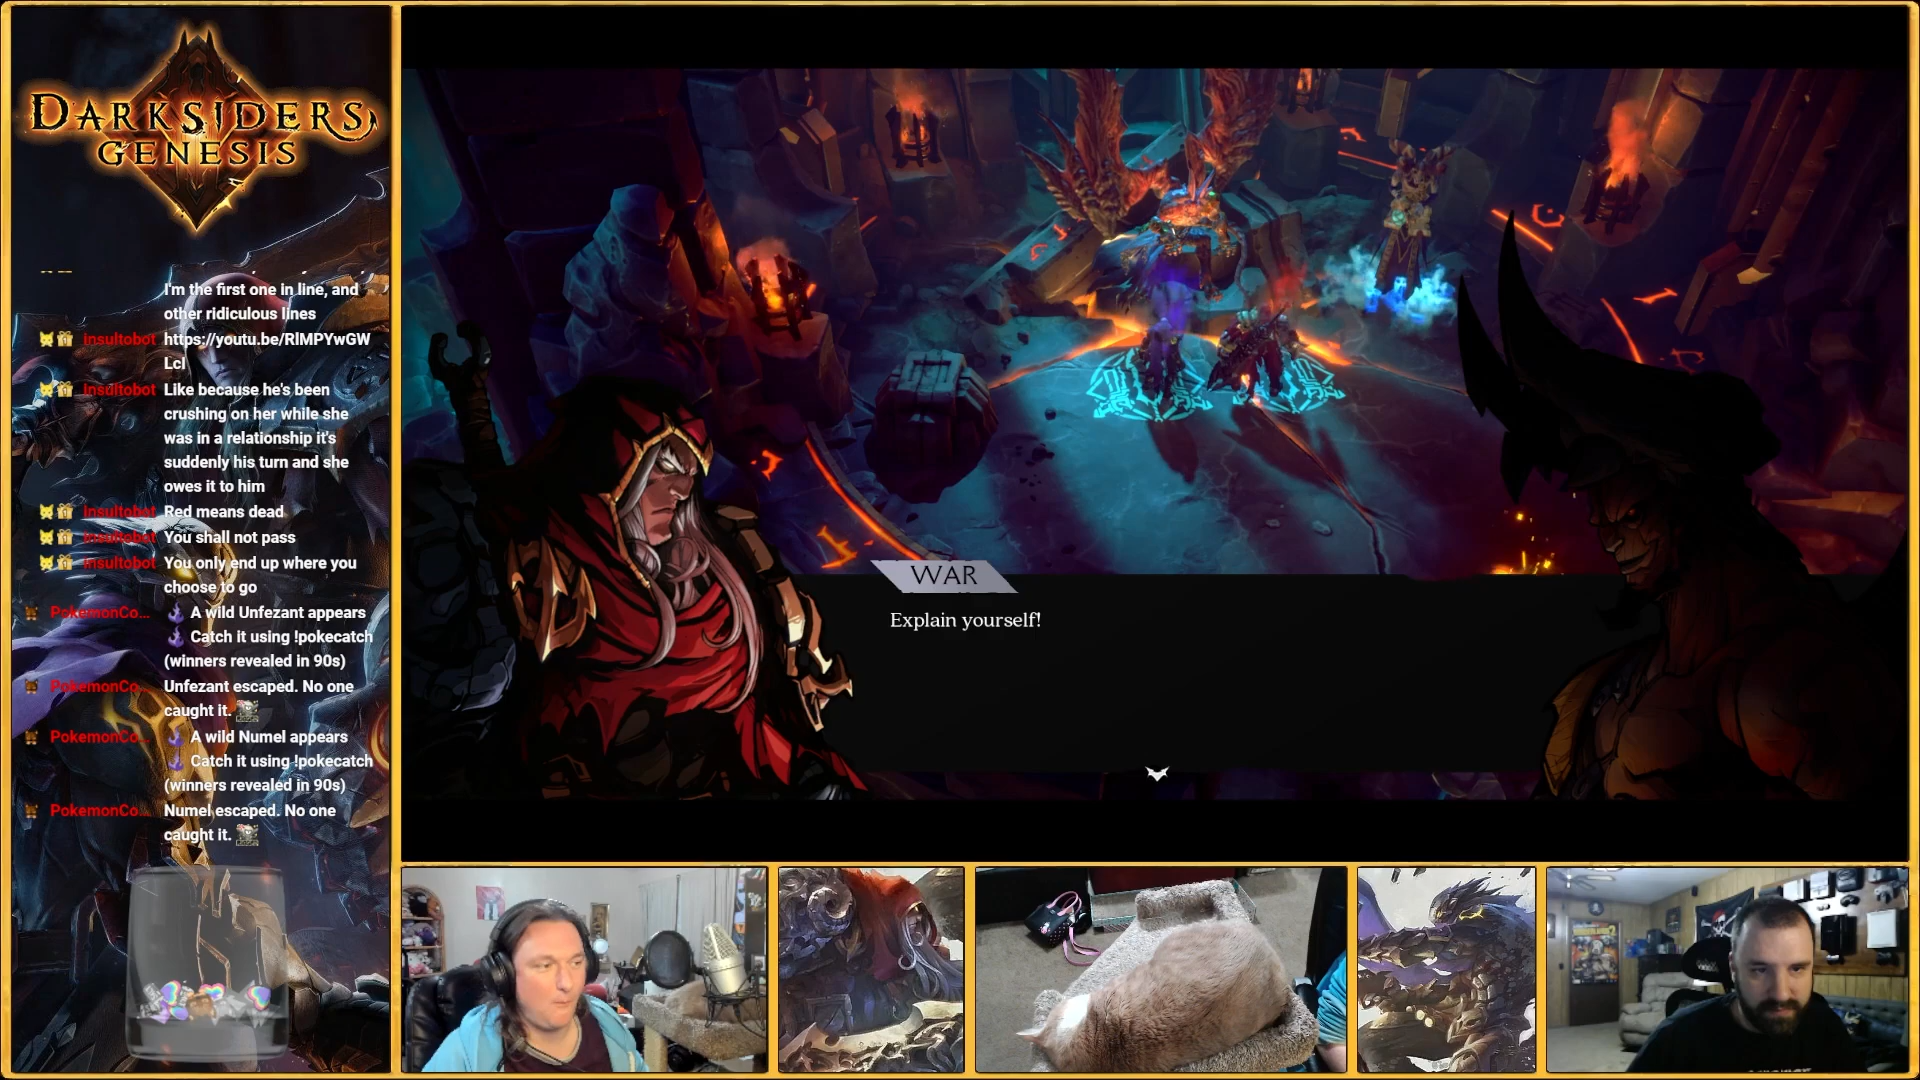 DARKSIDERS
GENESIS
I'm the first one in line, and
other ridiculous lines
insultobot https://youtu.be/RlMPYwGW
LcI
insultobot Like because he's been
crushing on her while she
was in a relationship it's
suddenly his turn and she
owes it to him
insultobot Red means dead
insultobot You shall not pass
insultobot You only end up where you
choose to go
PokemonCo... A wild Unfezant appears
Catch it using !pokecatch
(winners revealed in 90s)
PokemonCo... Unfezant escaped. No one
caught it.
PokemonCo... A wild Numel appears
Catch it using !pokecatch
(winners revealed in 90s)
PokemonCo... Numel escaped. No one
caught it.
WAR
Explain yourself!